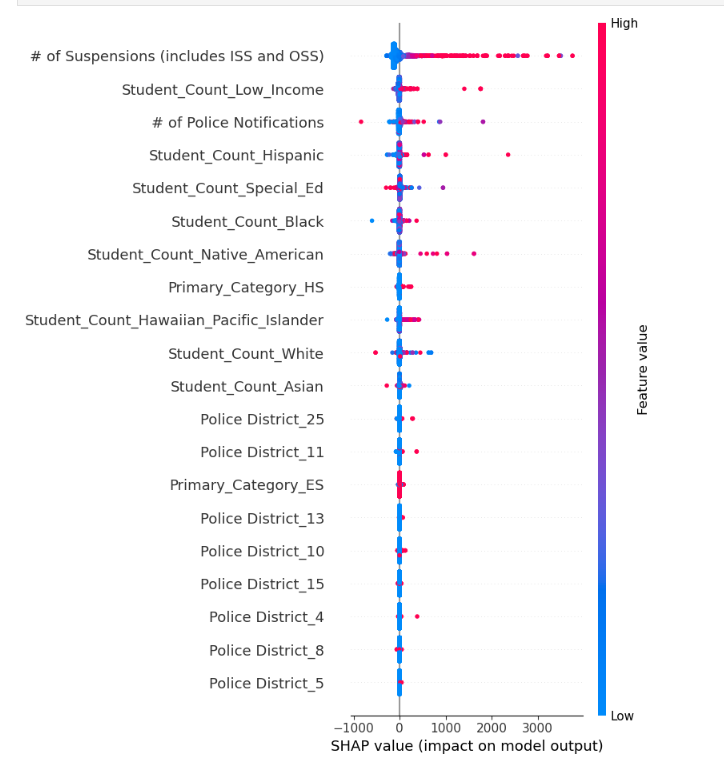 High
# of Suspensions (includes ISS and OSS)
Student_Count_Low_Income
# of Police Notifications
Student_Count_Hispanic
Student_Count_Special_Ed
Student_Count_Black
Student_Count_Native_American
Primary_Category_HS
Student_Count_Hawaiian_Pacific_Islander
Student_Count_White
Student_Count_Asian
Police District_25
Police District_11
Primary_Category_ES
Police District_13
Police District_10
Police District_15
Police District_4
Police District_8
Police District_5
Feature value
Low
−1000 0 1000 2000 3000
SHAP value (impact on model output)